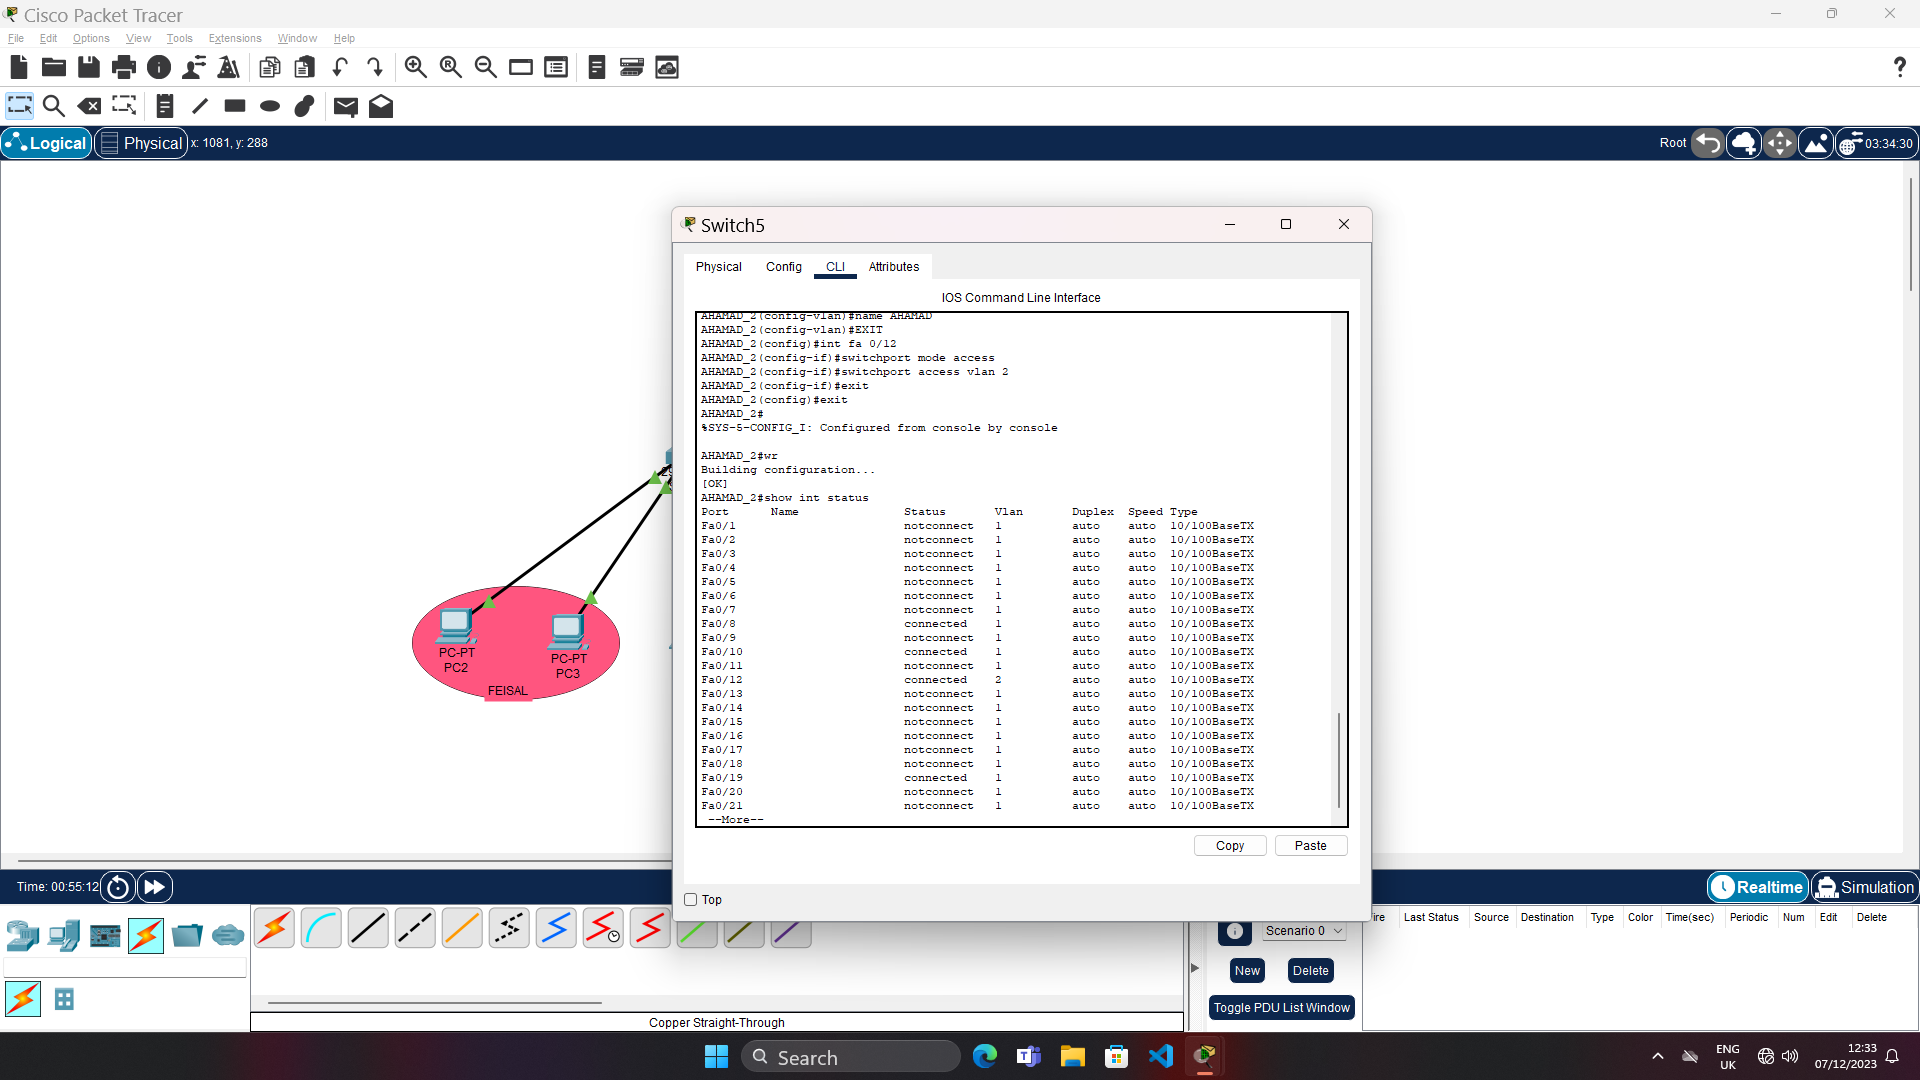 Cisco Packet Tracer
File Edit Options View Tools Extensions Window Help
Logical Physical x: 1081, y: 288 Root 03:34:30
Switch5
Physical Config CLI Attributes
IOS Command Line Interface
AHAMAD_2(config-vlan)#name AHAMAD
AHAMAD_2(config-vlan)#EXIT
AHAMAD_2(config)#int fa 0/12
AHAMAD_2(config-if)#switchport mode access
AHAMAD_2(config-if)#switchport access vlan 2
AHAMAD_2(config-if)#exit
AHAMAD_2(config)#exit
AHAMAD_2#
%SYS-5-CONFIG_I: Configured from console by console
AHAMAD_2#wr
Building configuration...
[OK]
AHAMAD_2#show int status
Port Name Status Vlan Duplex Speed Type
Fa0/1 notconnect 1 auto auto 10/100BaseTX
Fa0/2 notconnect 1 auto auto 10/100BaseTX
Fa0/3 notconnect 1 auto auto 10/100BaseTX
Fa0/4 notconnect 1 auto auto 10/100BaseTX
Fa0/5 notconnect 1 auto auto 10/100BaseTX
Fa0/6 notconnect 1 auto auto 10/100BaseTX
Fa0/7 notconnect 1 auto auto 10/100BaseTX
Fa0/8 connected 1 auto auto 10/100BaseTX
Fa0/9 notconnect 1 auto auto 10/100BaseTX
Fa0/10 connected 1 auto auto 10/100BaseTX
Fa0/11 notconnect 1 auto auto 10/100BaseTX
Fa0/12 connected 2 auto auto 10/100BaseTX
Fa0/13 notconnect 1 auto auto 10/100BaseTX
Fa0/14 notconnect 1 auto auto 10/100BaseTX
Fa0/15 notconnect 1 auto auto 10/100BaseTX
Fa0/16 notconnect 1 auto auto 10/100BaseTX
Fa0/17 notconnect 1 auto auto 10/100BaseTX
Fa0/18 notconnect 1 auto auto 10/100BaseTX
Fa0/19 connected 1 auto auto 10/100BaseTX
Fa0/20 notconnect 1 auto auto 10/100BaseTX
Fa0/21 notconnect 1 auto auto 10/100BaseTX
--More--
Copy Paste
Top
PC-PT
PC2
PC-PT
PC3
FEISAL
Time: 00:55:12 Realtime Simulation
Fire Last Status Source Destination Type Color Time(sec) Periodic Num Edit Delete
Scenario 0
New Delete
Toggle PDU List Window
Copper Straight-Through
Search
ENG
UK
12:33
07/12/2023